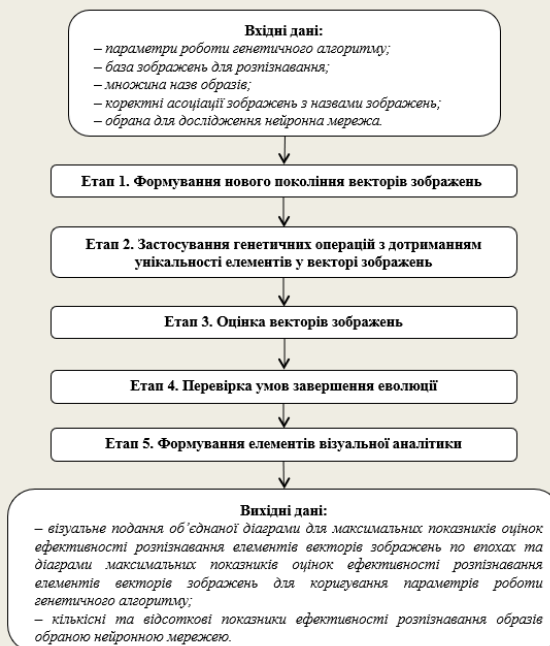 Вхідні дані:
– параметри роботи генетичного алгоритму;
– база зображень для розпізнавання;
– множина назв образів;
– коректні асоціації зображень з назвами зображень;
– обрана для дослідження нейронна мережа.
Етап 1. Формування нового покоління векторів зображень
Етап 2. Застосування генетичних операцій з дотриманням
унікальності елементів у векторі зображень
Етап 3. Оцінка векторів зображень
Етап 4. Перевірка умов завершення еволюції
Етап 5. Формування елементів візуальної аналітики
Вихідні дані:
– візуальне подання об’єднаної діаграми для максимальних показників оцінок
ефективності розпізнавання елементів векторів зображень по епохах та
діаграми максимальних показників оцінок ефективності розпізнавання
елементів векторів зображень для коригування параметрів роботи
генетичного алгоритму;
– кількісні та відсоткові показники ефективності розпізнавання образів
обраною нейронною мережею.